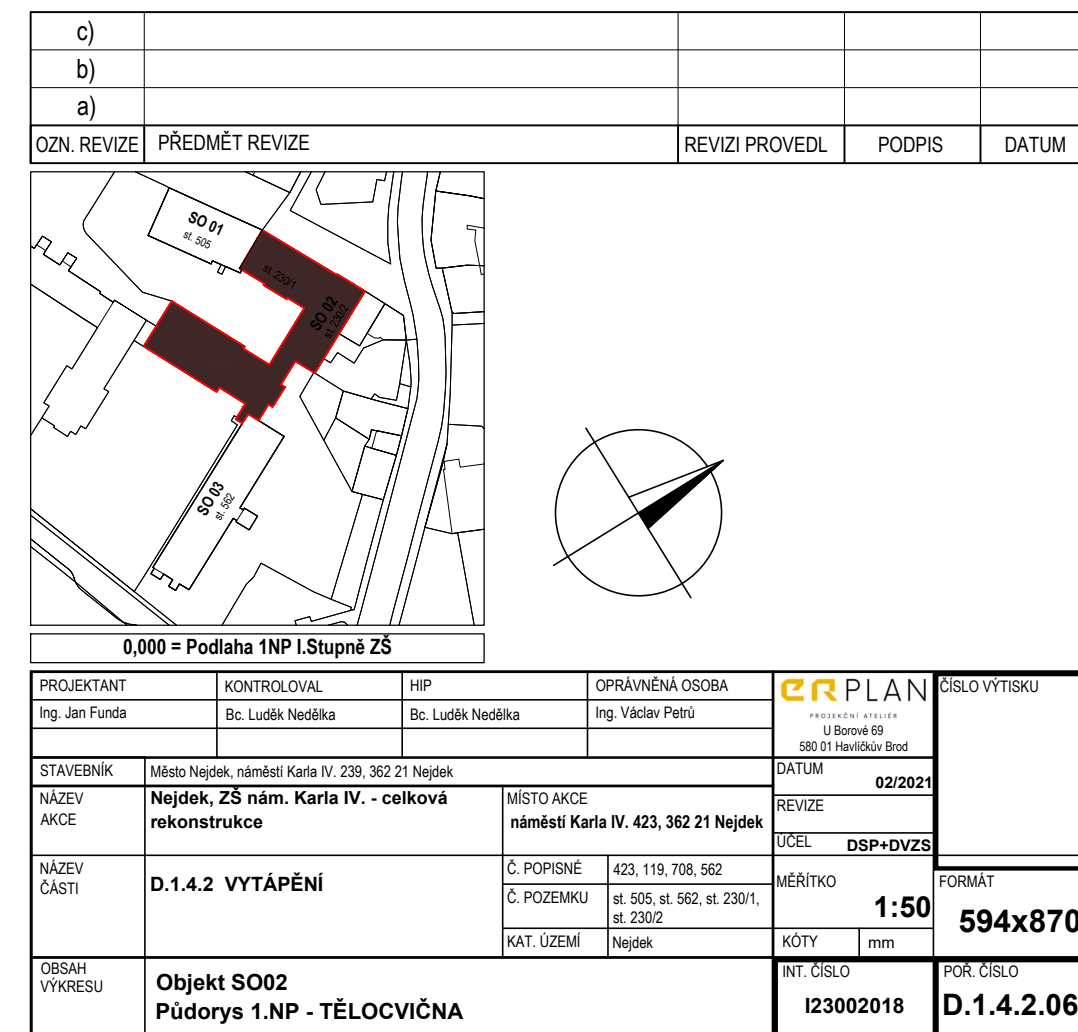 c)
b)
a)
OZN. REVIZE PŘEDMĚT REVIZE REVIZI PROVEDL PODPIS DATUM
SO 01
st. 505
st. 230/1
SO 02
st. 230/2
SO 03
st. 562
0,000 = Podlaha 1NP I.Stupně ZŠ
PROJEKTANT KONTROLOVAL HIP OPRÁVNĚNÁ OSOBA
Ing. Jan Funda Bc. Luděk Nedělka Bc. Luděk Nedělka Ing. Václav Petrů
ERPLAN
PROJEKČNÍ ATELIÉR
U Borové 69
580 01 Havlíčkův Brod
ČÍSLO VÝTISKU
STAVEBNÍK Město Nejdek, náměstí Karla IV. 239, 362 21 Nejdek
DATUM
02/2021
NÁZEV
AKCE
Nejdek, ZŠ nám. Karla IV. - celková
rekonstrukce
MÍSTO AKCE
náměstí Karla IV. 423, 362 21 Nejdek
REVIZE
ÚČEL DSP+DVZS
NÁZEV
ČÁSTI
D.1.4.2 VYTÁPĚNÍ
Č. POPISNÉ 423, 119, 708, 562
Č. POZEMKU st. 505, st. 562, st. 230/1,
st. 230/2
KAT. ÚZEMÍ Nejdek
MĚŘÍTKO
1:50
KÓTY mm
FORMÁT
594x870
OBSAH
VÝKRESU
Objekt SO02
Půdorys 1.NP - TĚLOCVIČNA
INT. ČÍSLO
I23002018
POŘ. ČÍSLO
D.1.4.2.06